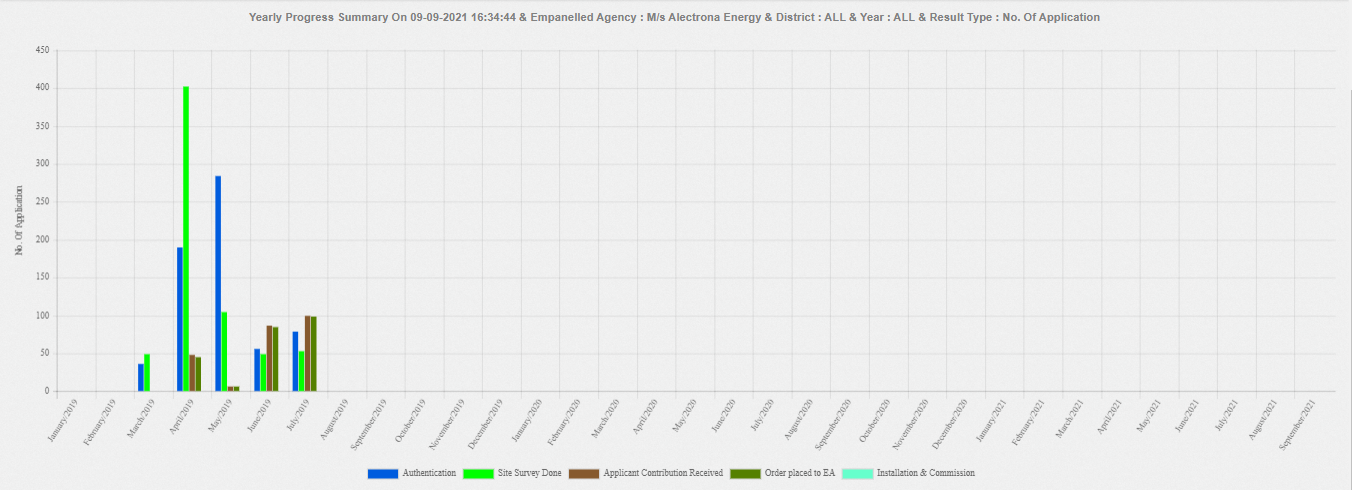 Yearly Progress Summary On 09-09-2021 16:34:44 & Empanelled Agency : M/s Alectrona Energy & District : ALL & Year : ALL & Result Type : No. Of Application
450
400
350
300
250
200
150
100
50
0
No. Of Application
January/2019
February/2019
March/2019
April/2019
May/2019
June/2019
July/2019
August/2019
September/2019
October/2019
November/2019
December/2019
January/2020
February/2020
March/2020
April/2020
May/2020
June/2020
July/2020
August/2020
September/2020
October/2020
November/2020
December/2020
January/2021
February/2021
March/2021
April/2021
May/2021
June/2021
July/2021
August/2021
September/2021
Authentication Site Survey Done Applicant Contribution Received Order placed to EA Installation & Commission